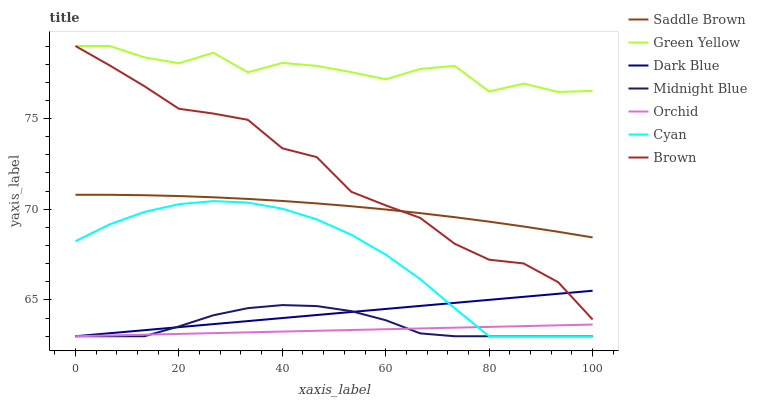 title
Saddle Brown
Green Yellow
Dark Blue
Midnight Blue
Orchid
Cyan
Brown
yaxis_label
75
70
65
0 20 40 60 80 100
xaxis_label